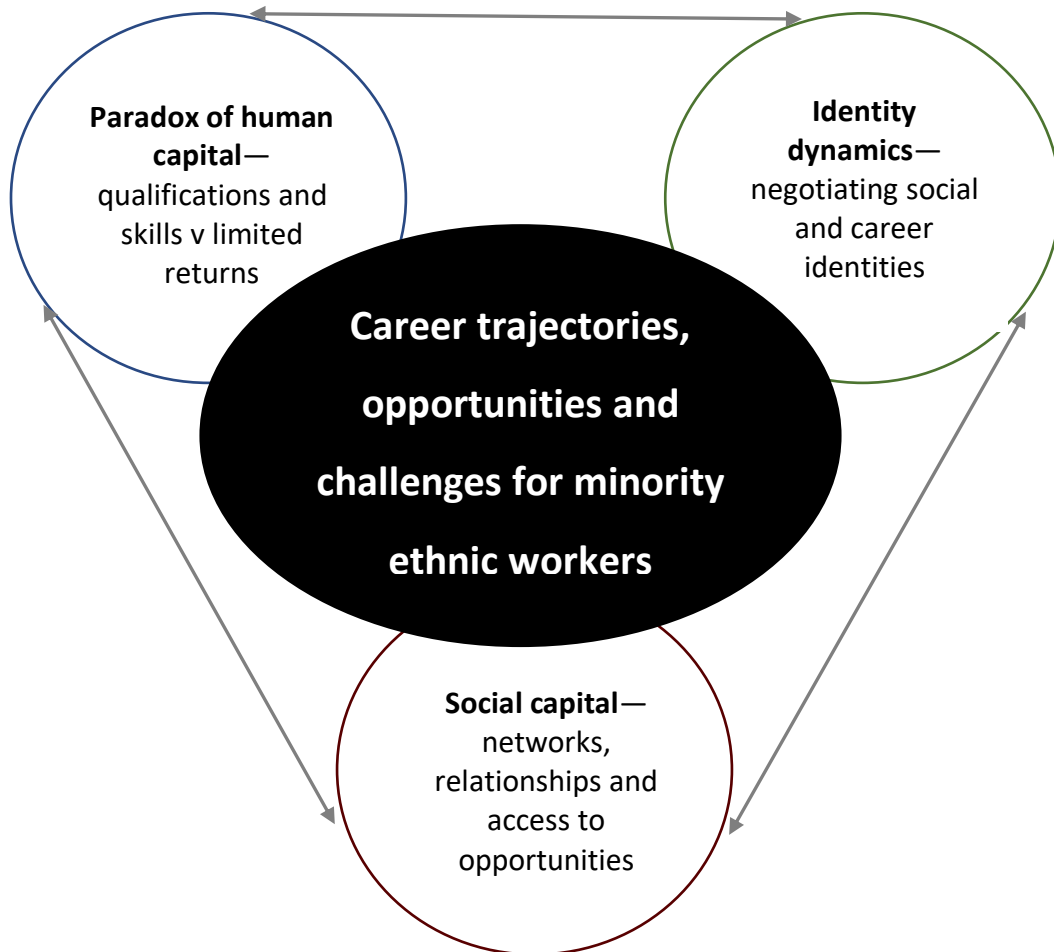 Paradox of human
capital—
qualifications and
skills v limited
returns
Identity
dynamics—
negotiating social
and career
identities
Career trajectories,
opportunities and
challenges for minority
ethnic workers
Social capital—
networks,
relationships and
access to
opportunities